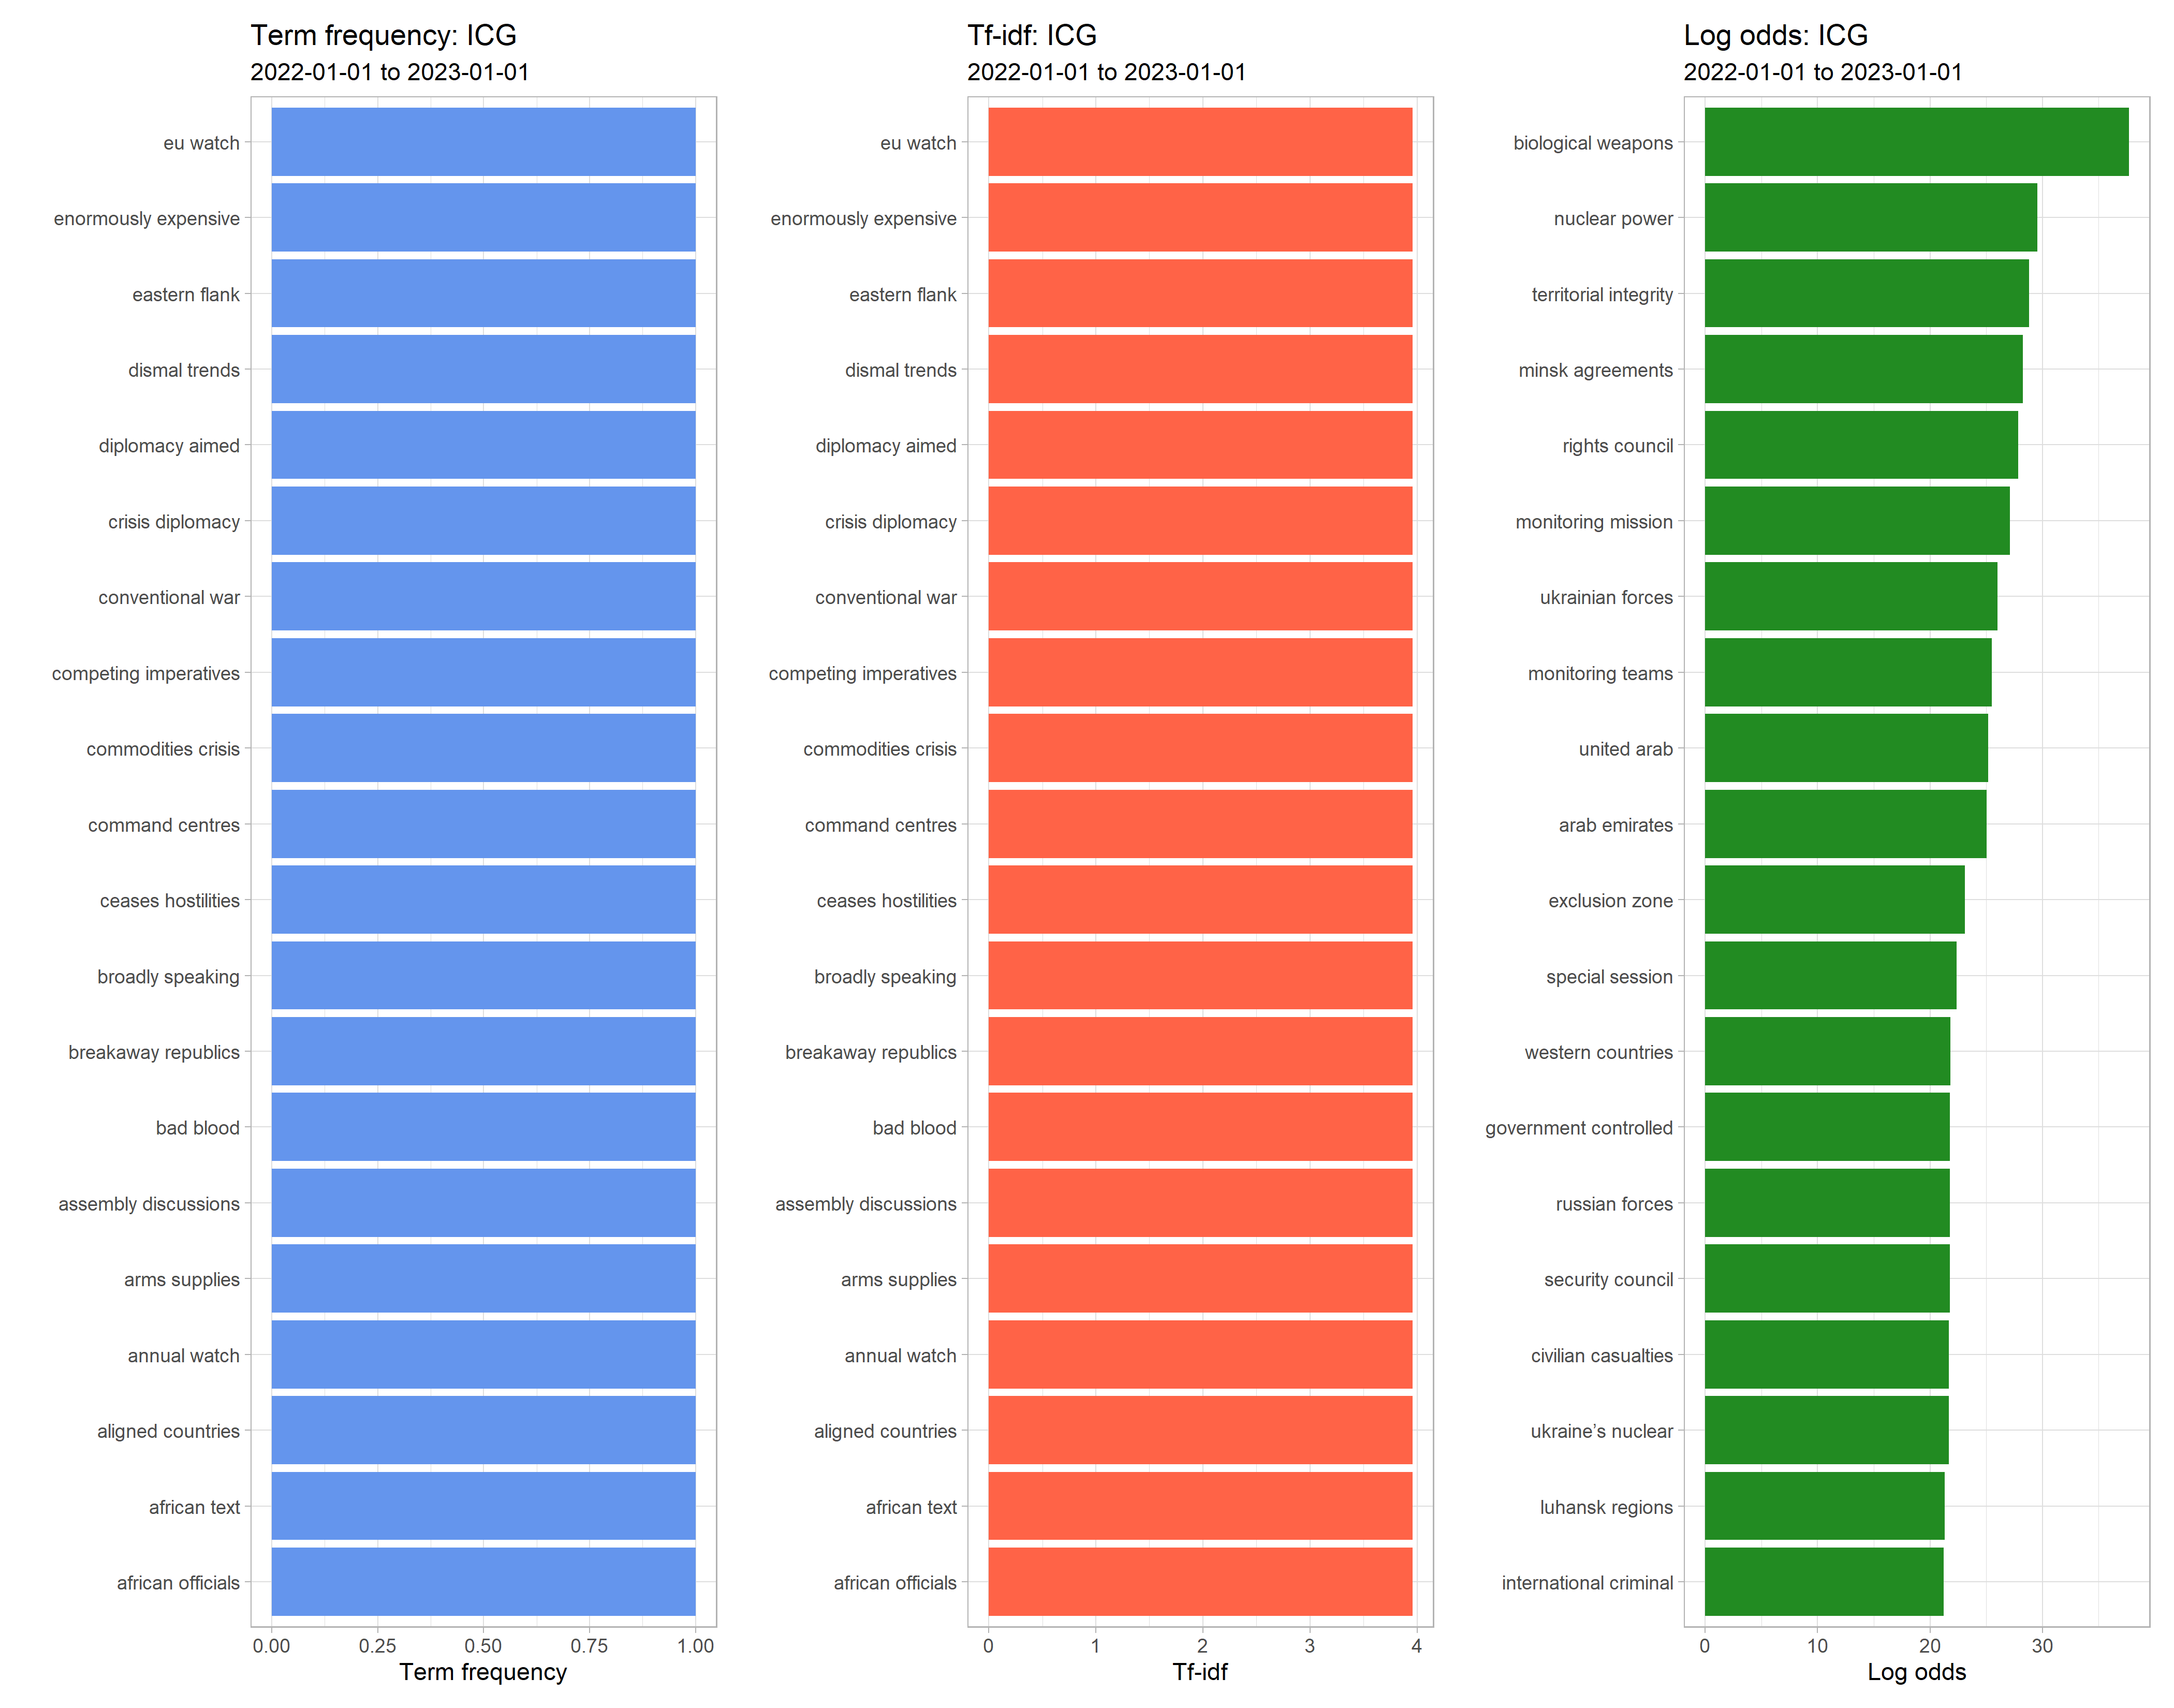 Term frequency: ICG
2022-01-01 to 2023-01-01
eu watch
enormously expensive
eastern flank
dismal trends
diplomacy aimed
crisis diplomacy
conventional war
competing imperatives
commodities crisis
command centres
ceases hostilities
broadly speaking
breakaway republics
bad blood
assembly discussions
arms supplies
annual watch
aligned countries
african text
african officials
0.00 0.25 0.50 0.75 1.00
Term frequency
Tf-idf: ICG
2022-01-01 to 2023-01-01
eu watch
enormously expensive
eastern flank
dismal trends
diplomacy aimed
crisis diplomacy
conventional war
competing imperatives
commodities crisis
command centres
ceases hostilities
broadly speaking
breakaway republics
bad blood
assembly discussions
arms supplies
annual watch
aligned countries
african text
african officials
0 1 2 3 4
Tf-idf
Log odds: ICG
2022-01-01 to 2023-01-01
biological weapons
nuclear power
territorial integrity
minsk agreements
rights council
monitoring mission
ukrainian forces
monitoring teams
united arab
arab emirates
exclusion zone
special session
western countries
government controlled
russian forces
security council
civilian casualties
ukraine’s nuclear
luhansk regions
international criminal
0 10 20 30
Log odds